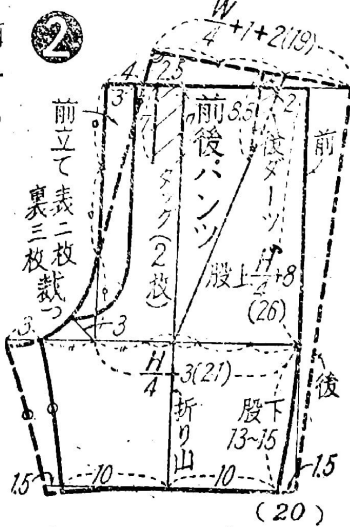 2
W/4+1+2(19)
4
2.5
3
7
8.5
2
前立て
表二枚
裏三枚
裁つ
タック(2枚)
前後・パンツ
後ダーツ
前
股上H/4+8
(26)
3
3
H/4 3(21)
後
折り山
股下
13~15
1.5
10
10
1.5
(20)